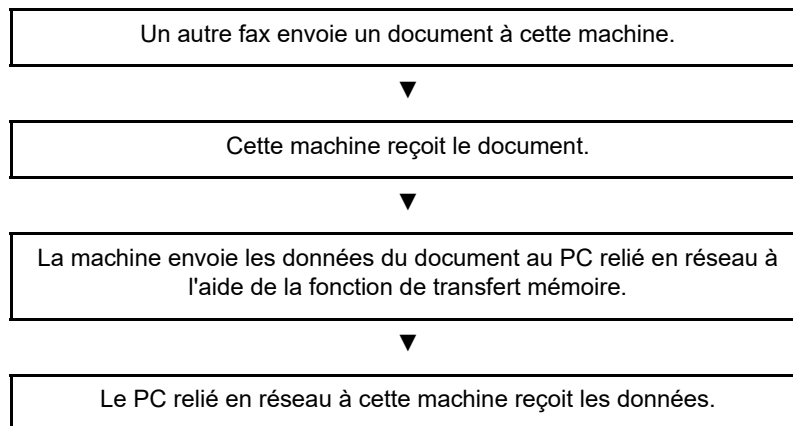 Un autre fax envoie un document à cette machine.
▼
Cette machine reçoit le document.
▼
La machine envoie les données du document au PC relié en réseau à
l'aide de la fonction de transfert mémoire.
▼
Le PC relié en réseau à cette machine reçoit les données.